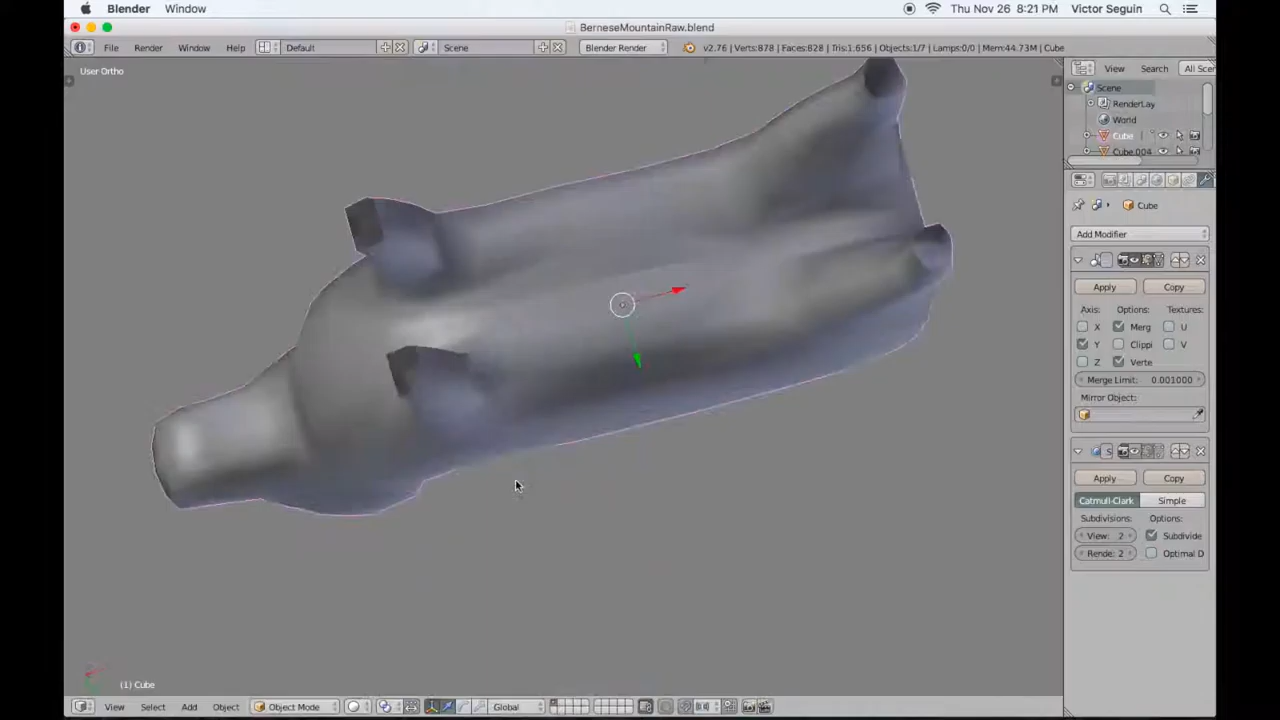 Blender Window Thu Nov 26 8:21 PM Victor Seguin
BerneseMountainRaw.blend
File Render Window Help Default Scene Blender Render v2.76 | Verts:878 | Faces:828 | Tris:1,656 | Objects:1/7 | Lamps:0/0 | Mem:44.73M | Cube
User Ortho
View Search All Scen
Scene
RenderLay
World
Cube
Cube.004
Cube
Add Modifier
Apply Copy
Axis: Options: Textures:
X Merg U
Y Clippi V
Z Verte
Merge Limit: 0.001000
Mirror Object:
S
Apply Copy
Catmull-Clark Simple
Subdivisions: Options:
View: 2 Subdivide
Rende: 2 Optimal D
(1) Cube
View Select Add Object Object Mode Global